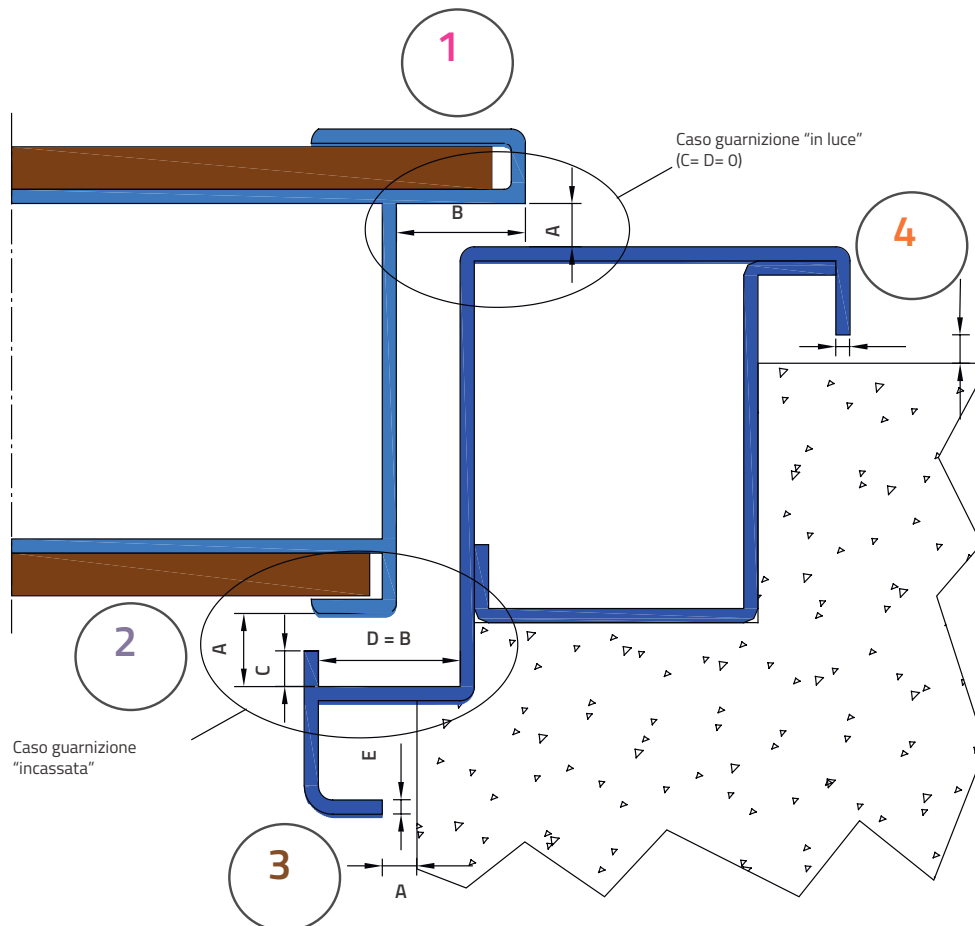 1
Caso guarnizione “in luce”
(C= D= 0)
B
A
4
2
A
C
D = B
Caso guarnizione
“incassata”
E
3
A